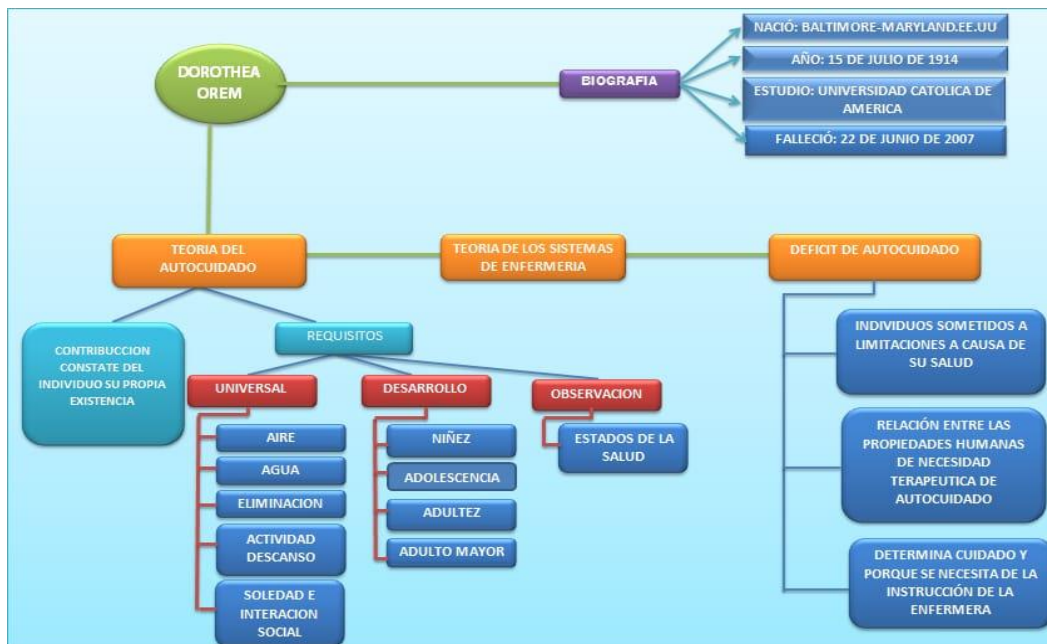 DOROTHEA
OREM
BIOGRAFIA
NACIÓ: BALTIMORE-MARYLAND.EE.UU
AÑO: 15 DE JULIO DE 1914
ESTUDIO: UNIVERSIDAD CATOLICA DE
AMERICA
FALLECIÓ: 22 DE JUNIO DE 2007
TEORIA DEL
AUTOCUIDADO
TEORIA DE LOS SISTEMAS
DE ENFERMERIA
DEFICIT DE AUTOCUIDADO
CONTRIBUCCION
CONSTATE DEL
INDIVIDUO SU PROPIA
EXISTENCIA
REQUISITOS
UNIVERSAL
AIRE
AGUA
ELIMINACION
ACTIVIDAD
DESCANSO
SOLEDAD E
INTERACION
SOCIAL
DESARROLLO
NIÑEZ
ADOLESCENCIA
ADULTEZ
ADULTO MAYOR
OBSERVACION
ESTADOS DE LA
SALUD
INDIVIDUOS SOMETIDOS A
LIMITACIONES A CAUSA DE
SU SALUD
RELACIÓN ENTRE LAS
PROPIEDADES HUMANAS
DE NECESIDAD
TERAPEUTICA DE
AUTOCUIDADO
DETERMINA CUIDADO Y
PORQUE SE NECESITA DE LA
INSTRUCCIÓN DE LA
ENFERMERA